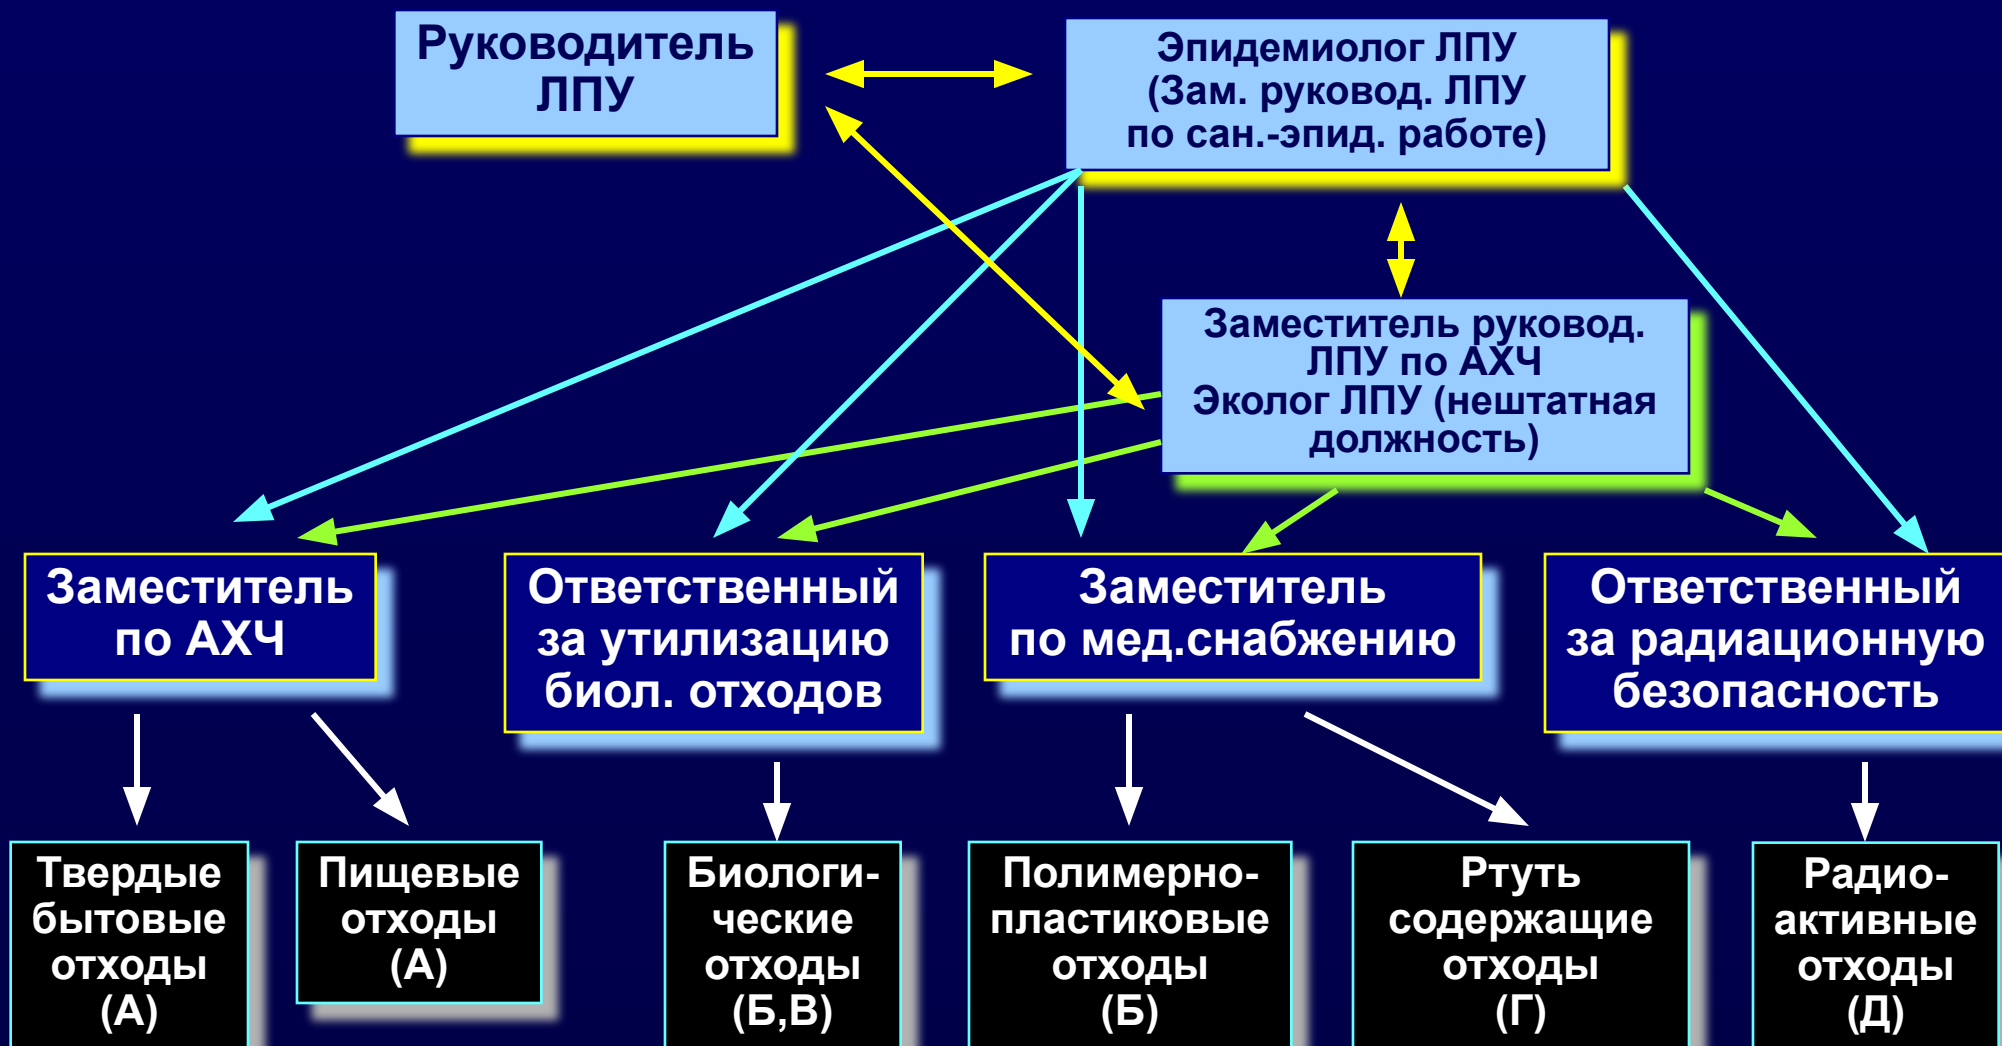 Руководитель
ЛПУ
Эпидемиолог ЛПУ
(Зам. руковод. ЛПУ
по сан.-эпид. работе)
Заместитель руковод.
ЛПУ по АХЧ
Эколог ЛПУ (нештатная
должность)
Заместитель
по АХЧ
Ответственный
за утилизацию
биол. отходов
Заместитель
по мед.снабжению
Ответственный
за радиационную
безопасность
Твердые
бытовые
отходы
(А)
Пищевые
отходы
(А)
Биологи-
ческие
отходы
(Б,В)
Полимерно-
пластиковые
отходы
(Б)
Ртуть
содержащие
отходы
(Г)
Радио-
активные
отходы
(Д)